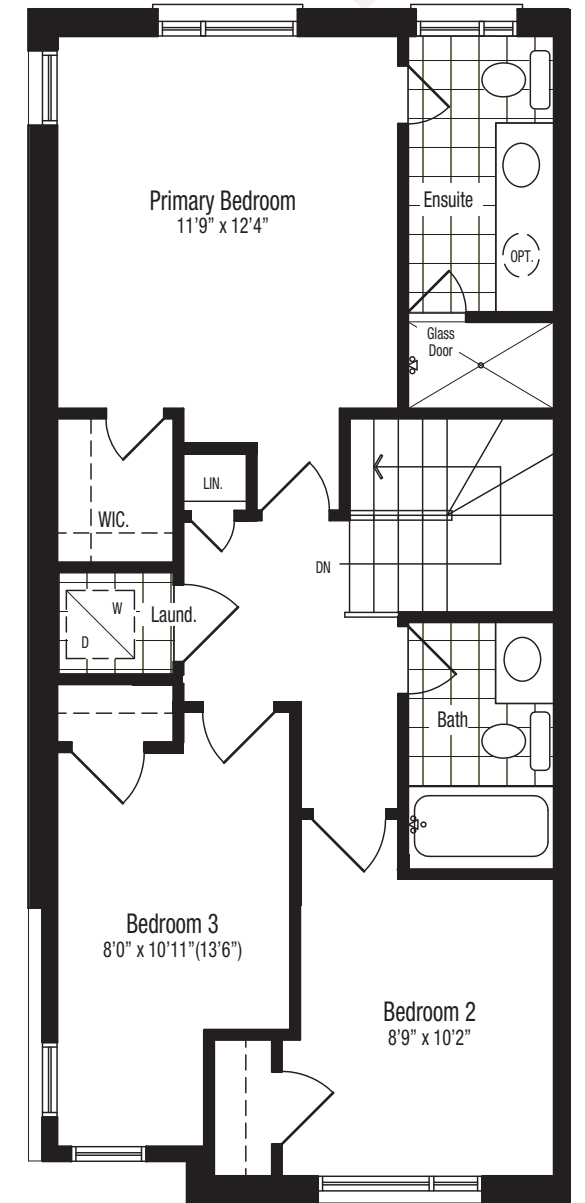 Primary Bedroom
11’9” x 12’4”
Ensuite
OPT.
Glass
Door
LIN.
WIC.
DN
W
Laund.
D
Bath
Bedroom 3
8’0” x 10’11”(13’6”)
Bedroom 2
8’9” x 10’2”